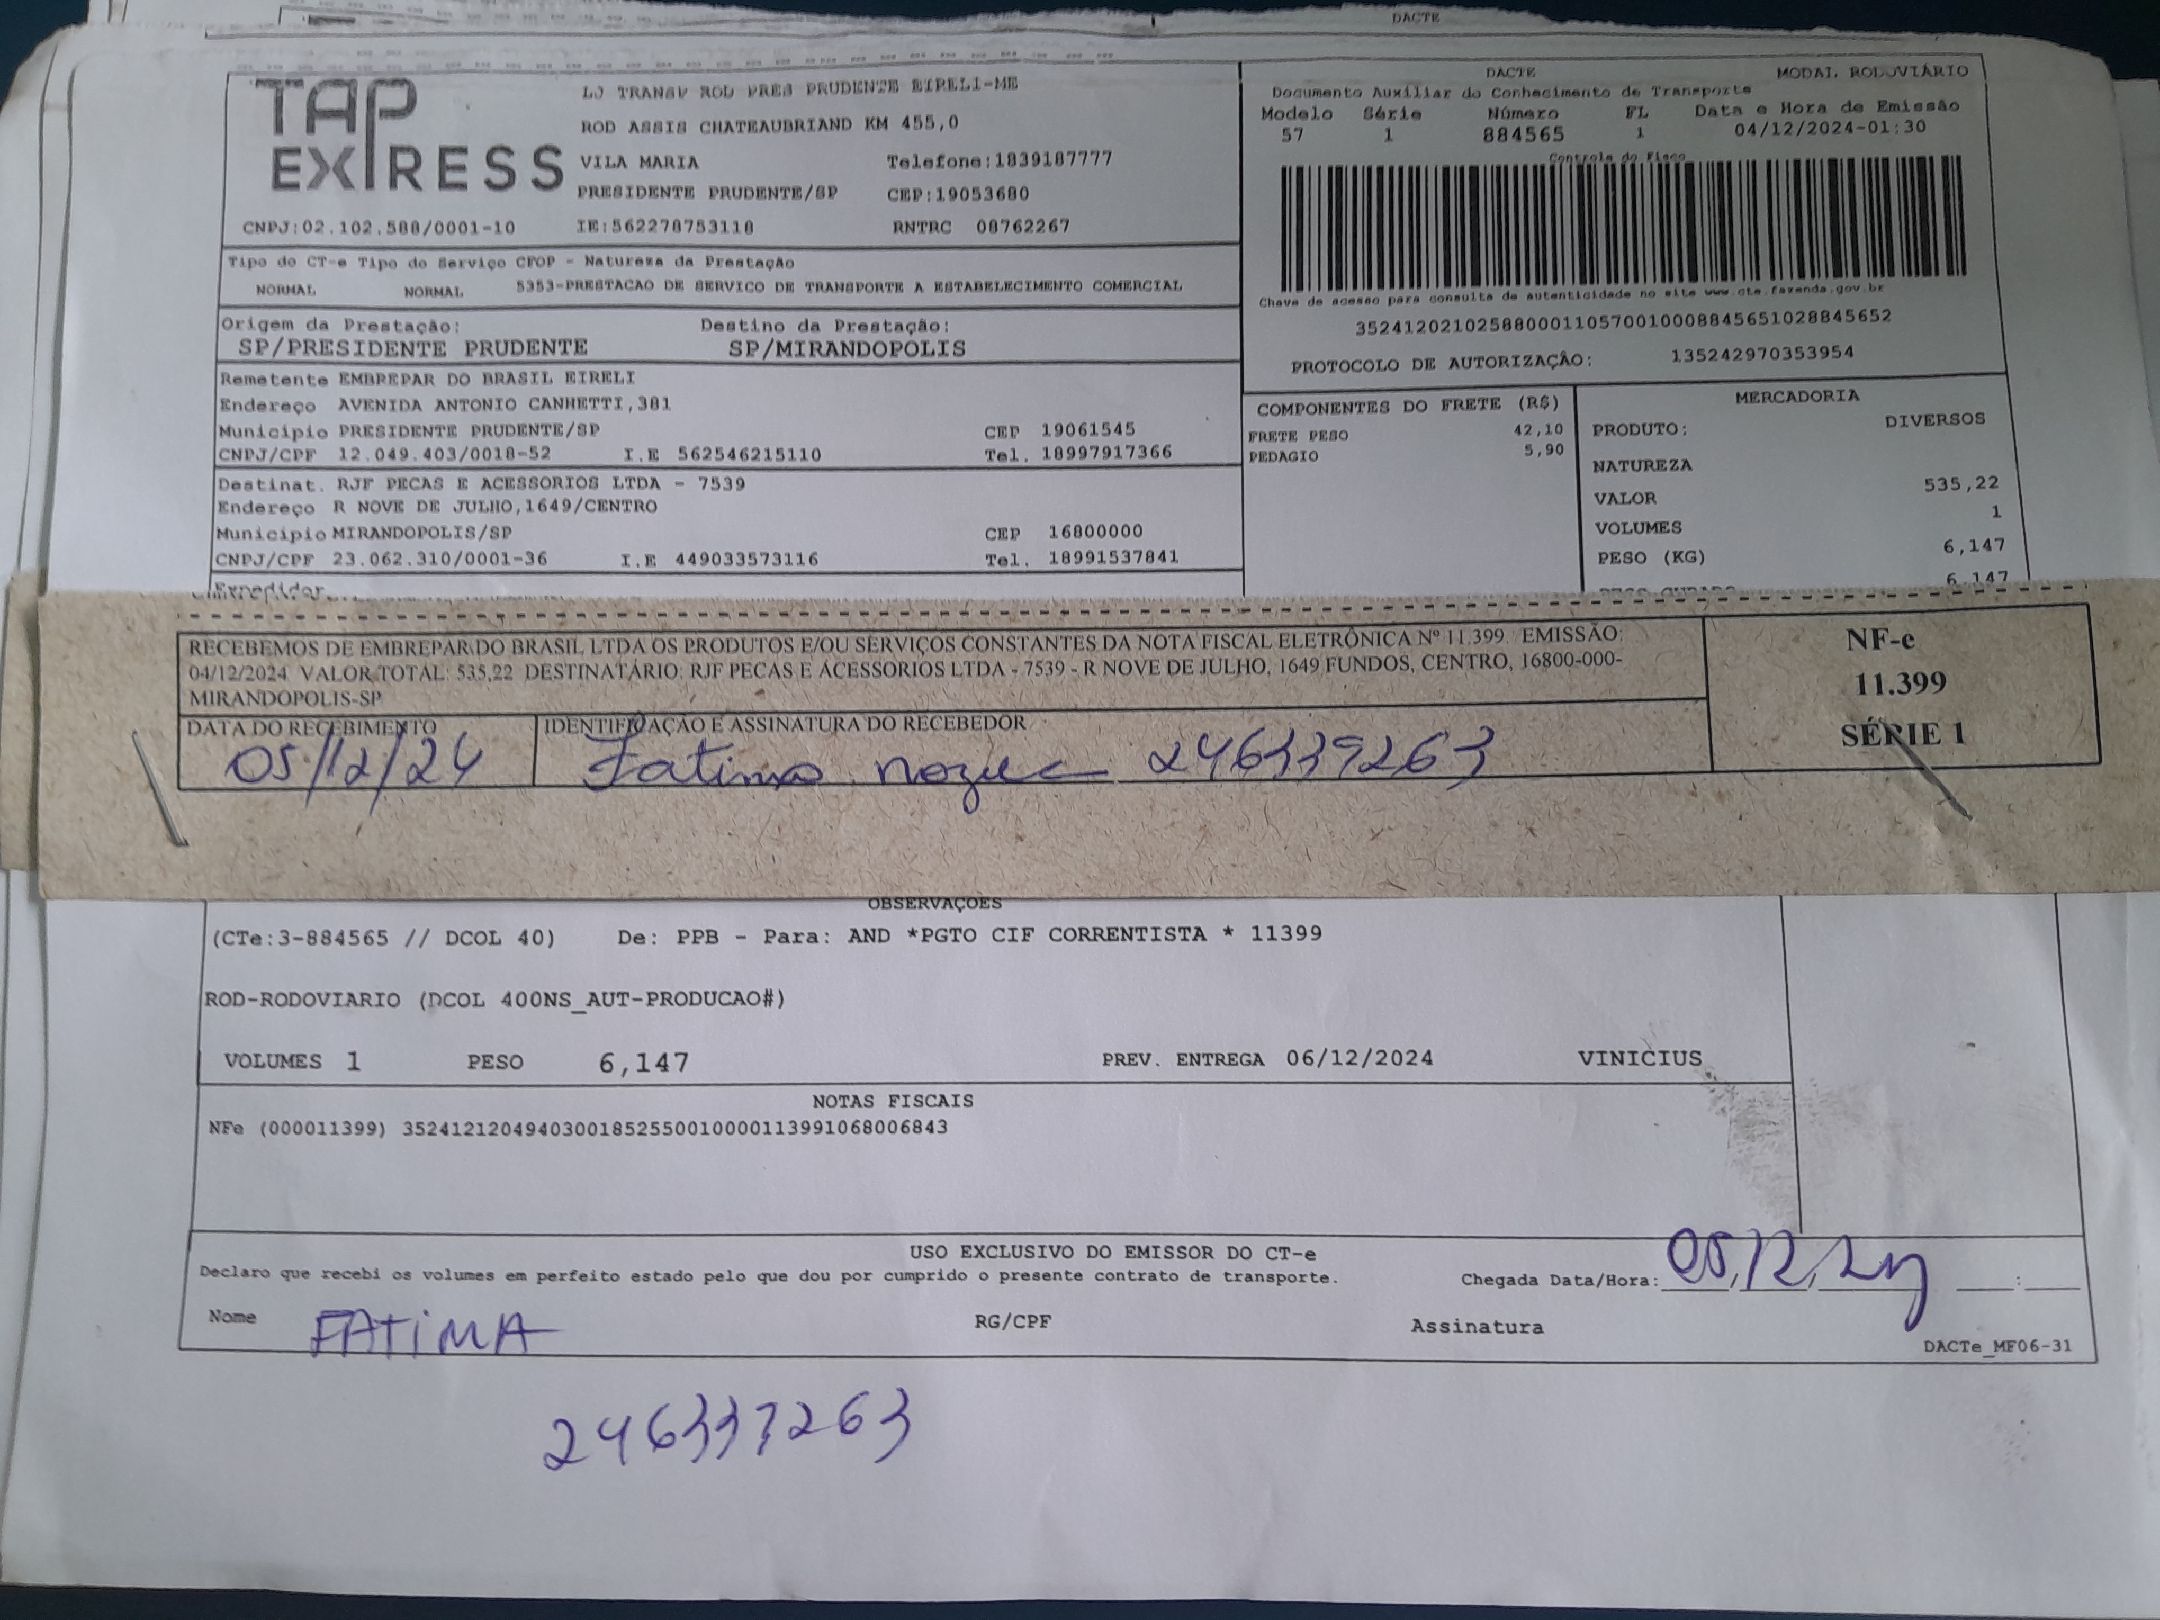 DACTE
TAP
EXPRESS
LJ TRANSP ROD PRES PRUDENTE EIRELI-ME
ROD ASSIS CHATEAUBRIAND KM 455,0
VILA MARIA Telefone:1839187777
PRESIDENTE PRUDENTE/SP CEP:19053680
CNPJ:02.102.588/0001-10 IE:562278753118 RNTRC 08762267
DACTE MODAL RODOVIÁRIO
Documento Auxiliar do Conhecimento de Transporte
Modelo Série Número FL Data e Hora de Emissão
57 1 884565 1 04/12/2024-01:30
Controle do Fisco
Chave de acesso para consulta de autenticidade no site www.cte.fazenda.gov.br
35241202102588000110570010008845651028845652
PROTOCOLO DE AUTORIZAÇÂO: 135242970353954
Tipo do CT-e Tipo do Serviço CFOP - Natureza da Prestação
NORMAL NORMAL 5353-PRESTACAO DE SERVICO DE TRANSPORTE A ESTABELECIMENTO COMERCIAL
Origem da Prestação: Destino da Prestação:
SP/PRESIDENTE PRUDENTE SP/MIRANDOPOLIS
Remetente EMBREPAR DO BRASIL EIRELI
Endereço AVENIDA ANTONIO CANHETTI,381
Município PRESIDENTE PRUDENTE/SP CEP 19061545
CNPJ/CPF 12.049.403/0018-52 I.E 562546215110 Tel. 18997917366
Destinat. RJF PECAS E ACESSORIOS LTDA - 7539
Endereço R NOVE DE JULHO,1649/CENTRO
Município MIRANDOPOLIS/SP CEP 16800000
CNPJ/CPF 23.062.310/0001-36 I.E 449033573116 Tel. 18991537841
Expedidor
COMPONENTES DO FRETE (R$)
FRETE PESO 42,10
PEDAGIO 5,90
MERCADORIA
PRODUTO: DIVERSOS
NATUREZA
VALOR 535,22
VOLUMES 1
PESO (KG) 6,147
6,147
RECEBEMOS DE EMBREPAR DO BRASIL LTDA OS PRODUTOS E/OU SERVIÇOS CONSTANTES DA NOTA FISCAL ELETRÔNICA Nº 11.399. EMISSÃO:
04/12/2024 VALOR TOTAL: 535,22 DESTINATÁRIO: RJF PECAS E ACESSORIOS LTDA - 7539 - R NOVE DE JULHO, 1649 FUNDOS, CENTRO, 16800-000-
MIRANDOPOLIS-SP
DATA DO RECEBIMENTO IDENTIFICAÇÃO E ASSINATURA DO RECEBEDOR
05/12/24 Fatima 246339263
NF-e
11.399
SÉRIE 1
OBSERVAÇOES
(CTe:3-884565 // DCOL 40) De: PPB - Para: AND *PGTO CIF CORRENTISTA * 11399
ROD-RODOVIARIO (DCOL 400NS_AUT-PRODUCAO#)
VOLUMES 1 PESO 6,147 PREV. ENTREGA 06/12/2024 VINICIUS
NOTAS FISCAIS
NFe (000011399) 35241212049403001852550010000113991068006843
USO EXCLUSIVO DO EMISSOR DO CT-e
Declaro que recebi os volumes em perfeito estado pelo que dou por cumprido o presente contrato de transporte. Chegada Data/Hora: 05/12/24 :
Nome FATIMA RG/CPF Assinatura
DACTe_MF06-31
246337263